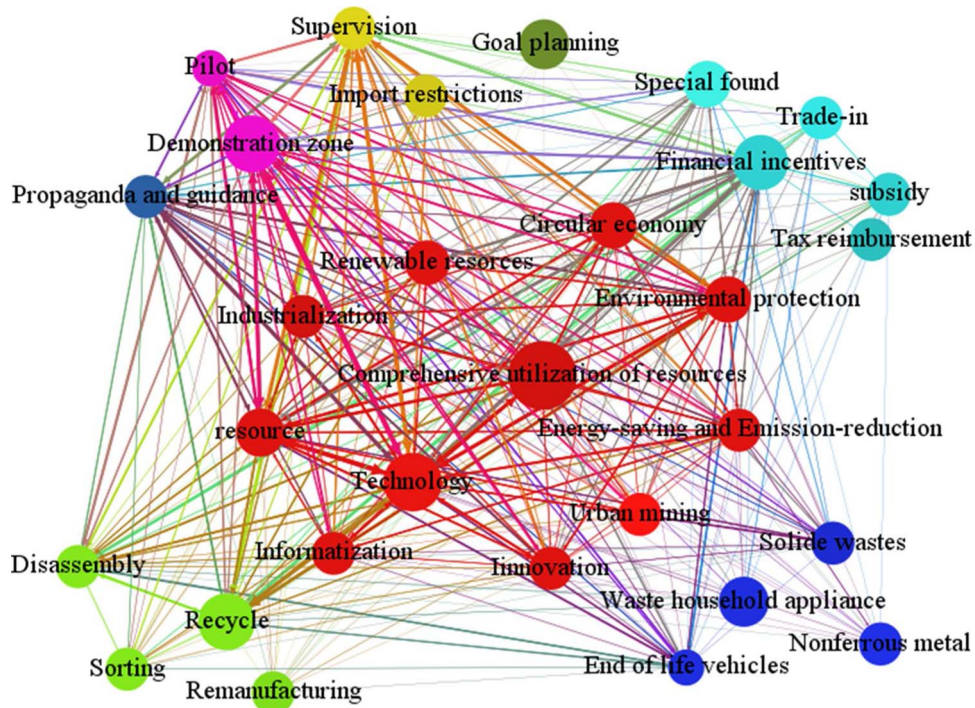 Supervision
Goal planning
Pilot
Special found
Import restrictions
Trade-in
Demonstration zone
Financial incentives
Propaganda and guidance
subsidy
Circular economy
Tax reimbursement
Renewable resorces
Environmental protection
Industrialization
Comprehensive utilization of resources
resource
Energy-saving and Emission-reduction
Technology
Urban mining
Solide wastes
Informatization
Iinnovation
Disassembly
Waste household appliance
Recycle
Nonferrous metal
Sorting
End of life vehicles
Remanufacturing